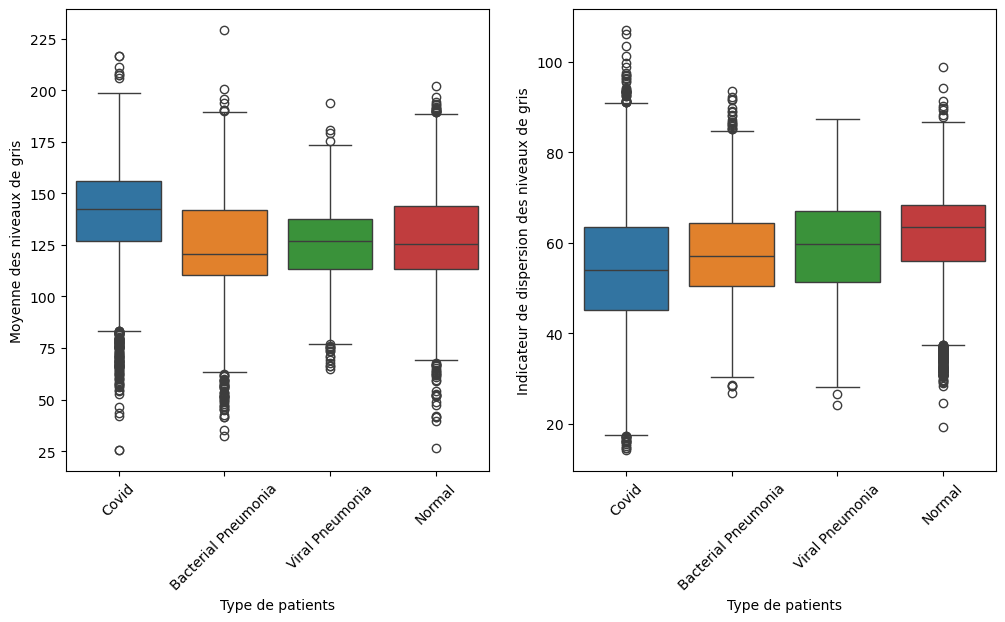 Moyenne des niveaux de gris
225
200
175
150
125
100
75
50
25
Covid
Bacterial Pneumonia
Viral Pneumonia
Normal
Type de patients
Indicateur de dispersion des niveaux de gris
100
80
60
40
20
Covid
Bacterial Pneumonia
Viral Pneumonia
Normal
Type de patients